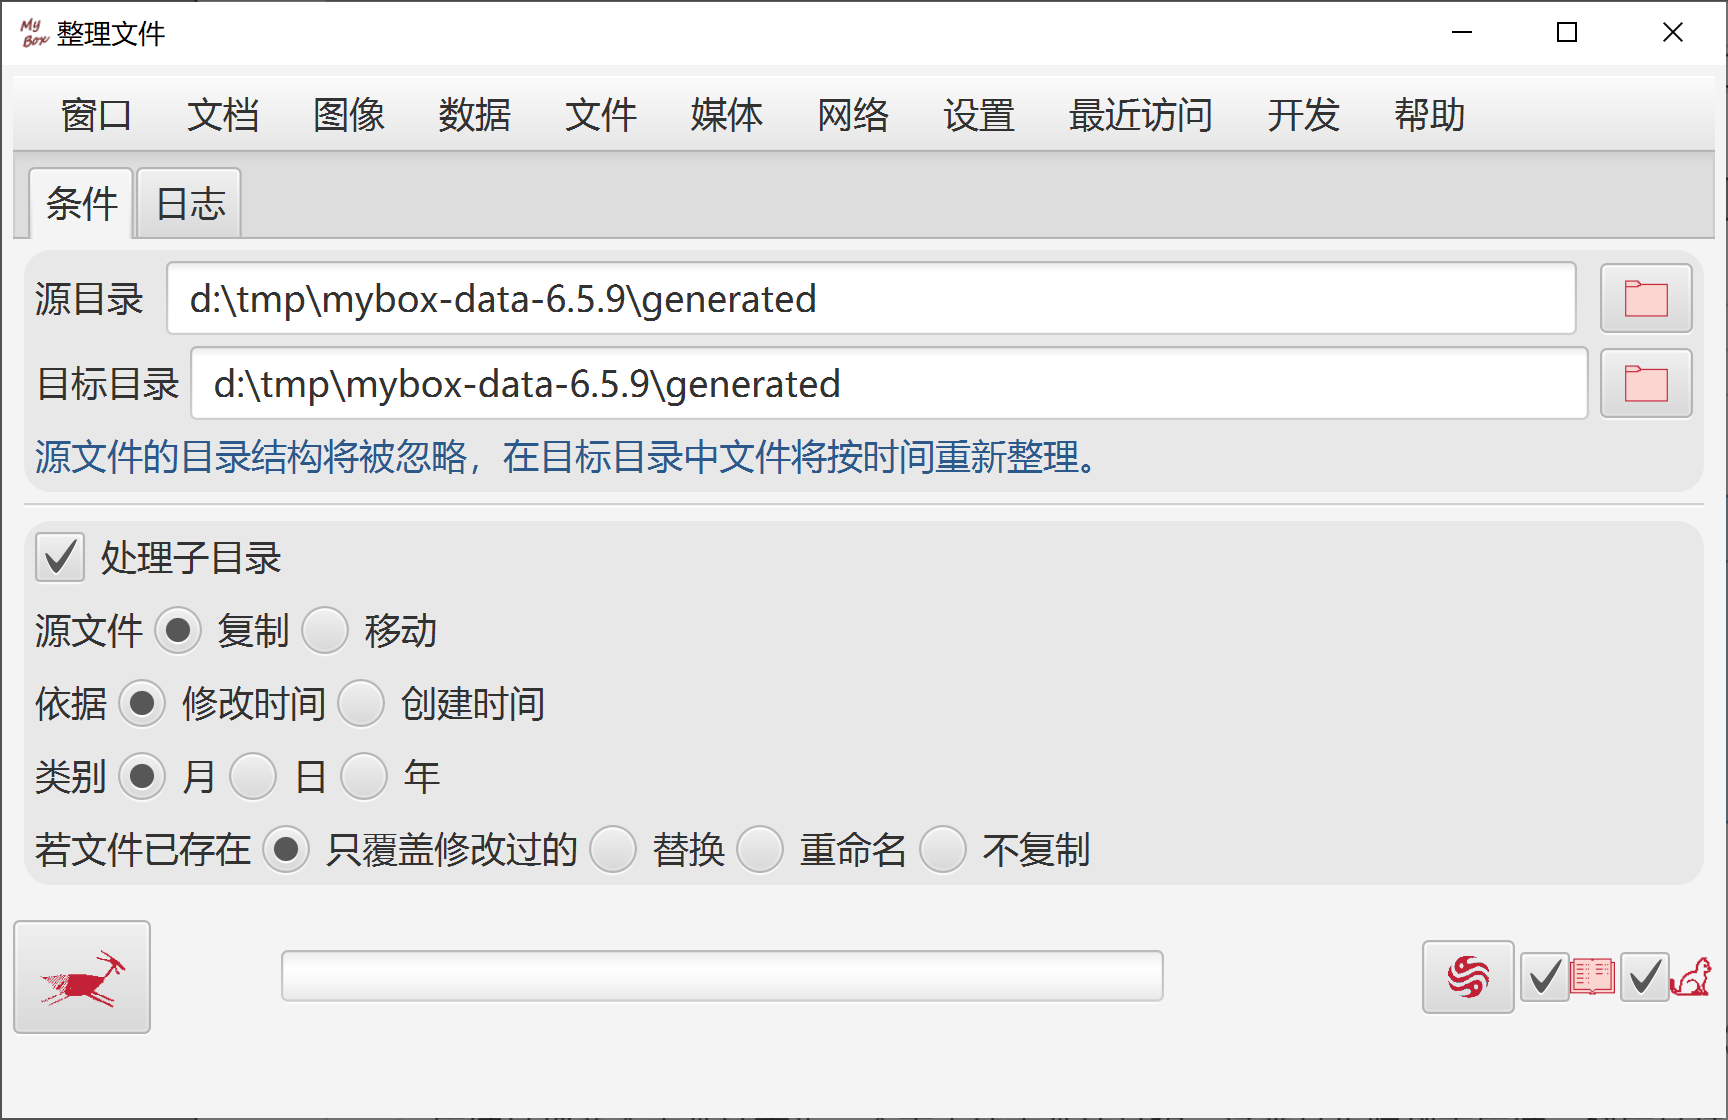 My Box 整理文件
窗口 文档 图像 数据 文件 媒体 网络 设置 最近访问 开发 帮助
条件 日志
源目录 d:\tmp\mybox-data-6.5.9\generated
目标目录 d:\tmp\mybox-data-6.5.9\generated
源文件的目录结构将被忽略，在目标目录中文件将按时间重新整理。
处理子目录
源文件 复制 移动
依据 修改时间 创建时间
类别 月 日 年
若文件已存在 只覆盖修改过的 替换 重命名 不复制